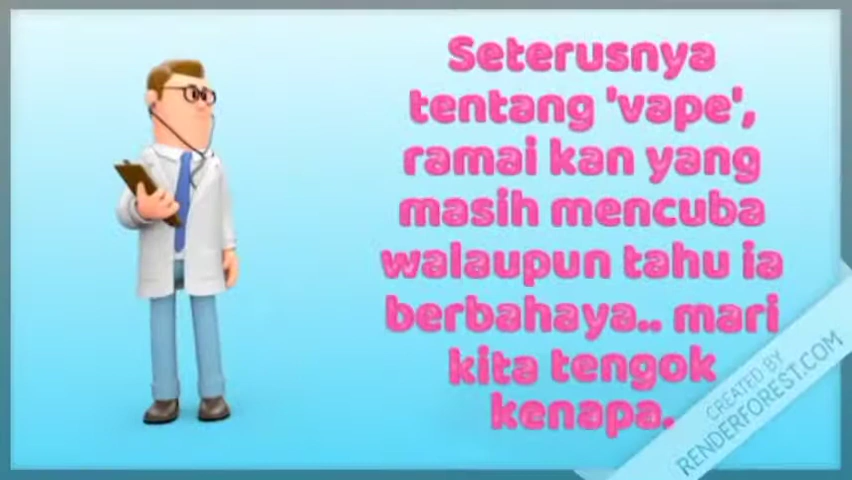 Seterusnya
tentang 'vape',
ramai kan yang
masih mencuba
walaupun tahu ia
berbahaya.. mari
kita tengok
kenapa.
CREATED BY
RENDERFOREST.COM